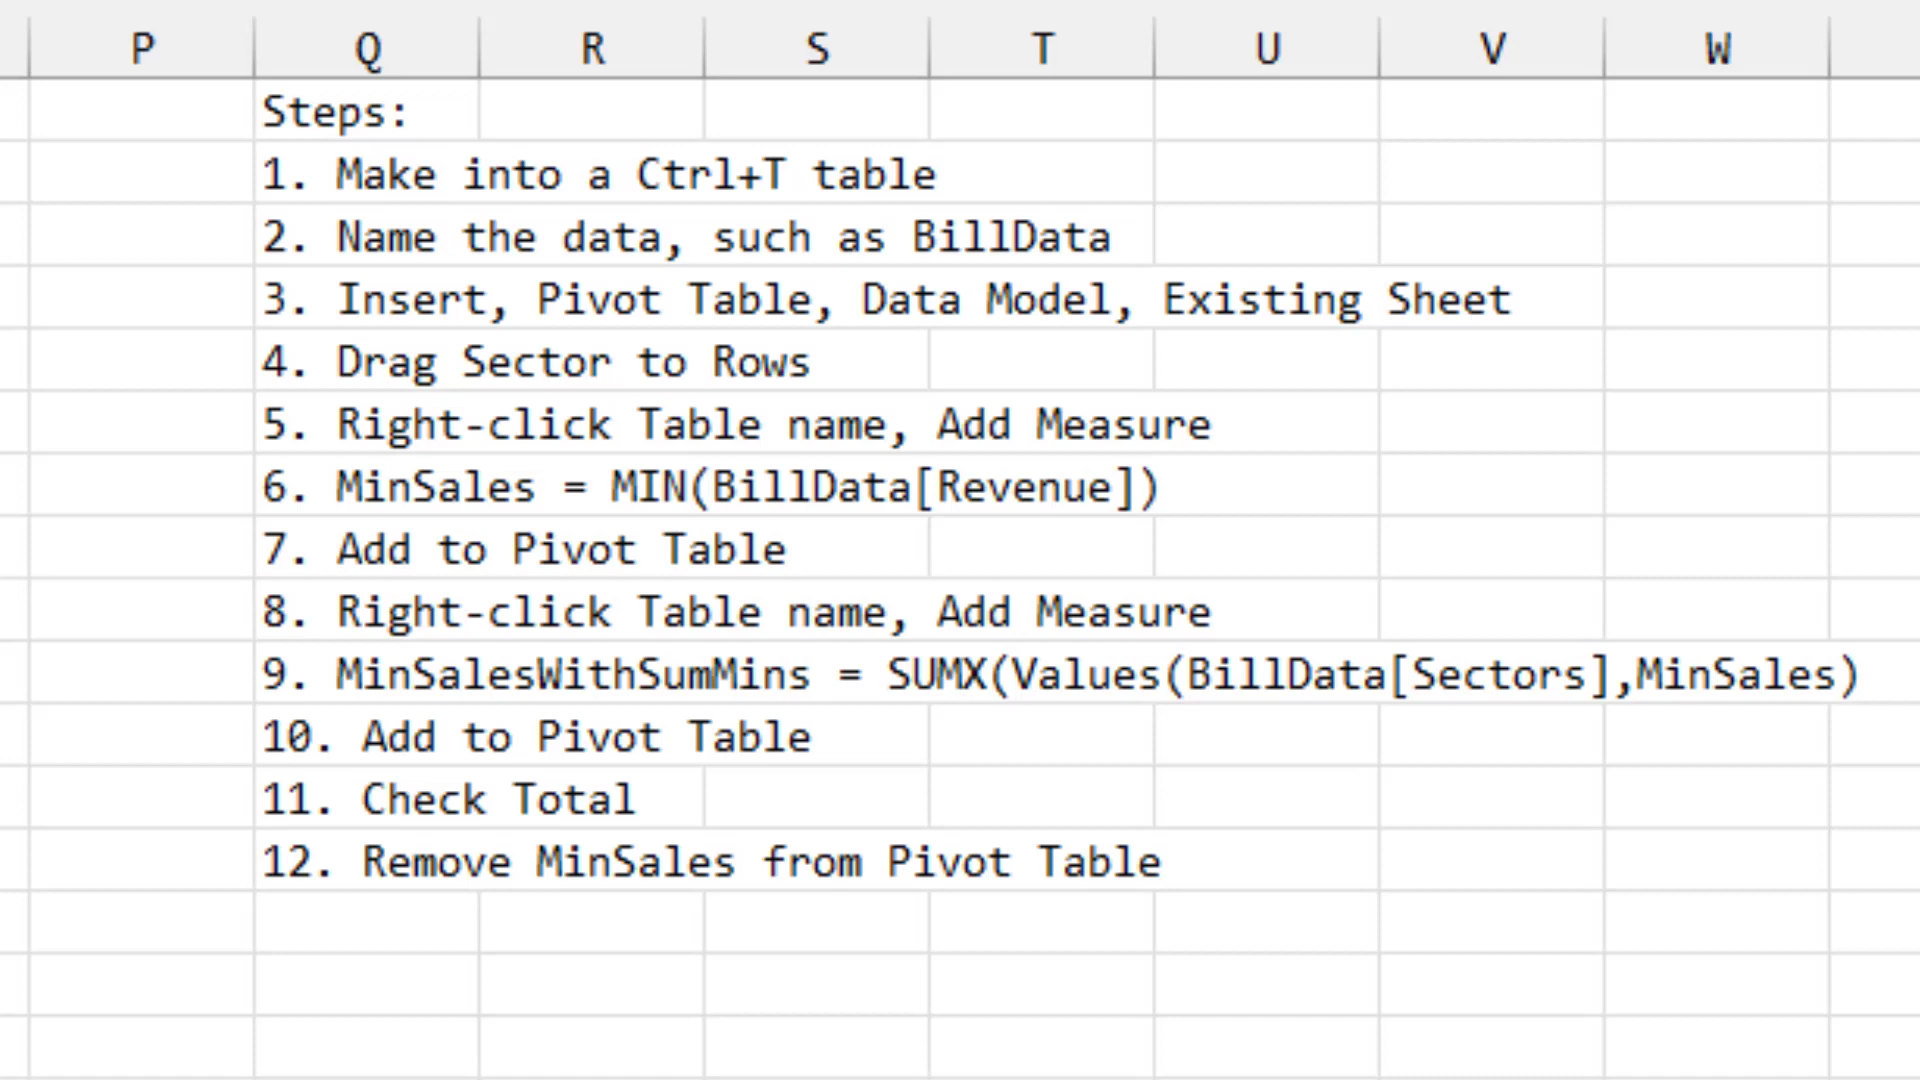 P Q R S T U V W
Steps:
1. Make into a Ctrl+T table
2. Name the data, such as BillData
3. Insert, Pivot Table, Data Model, Existing Sheet
4. Drag Sector to Rows
5. Right-click Table name, Add Measure
6. MinSales = MIN(BillData[Revenue])
7. Add to Pivot Table
8. Right-click Table name, Add Measure
9. MinSalesWithSumMins = SUMX(Values(BillData[Sectors],MinSales)
10. Add to Pivot Table
11. Check Total
12. Remove MinSales from Pivot Table